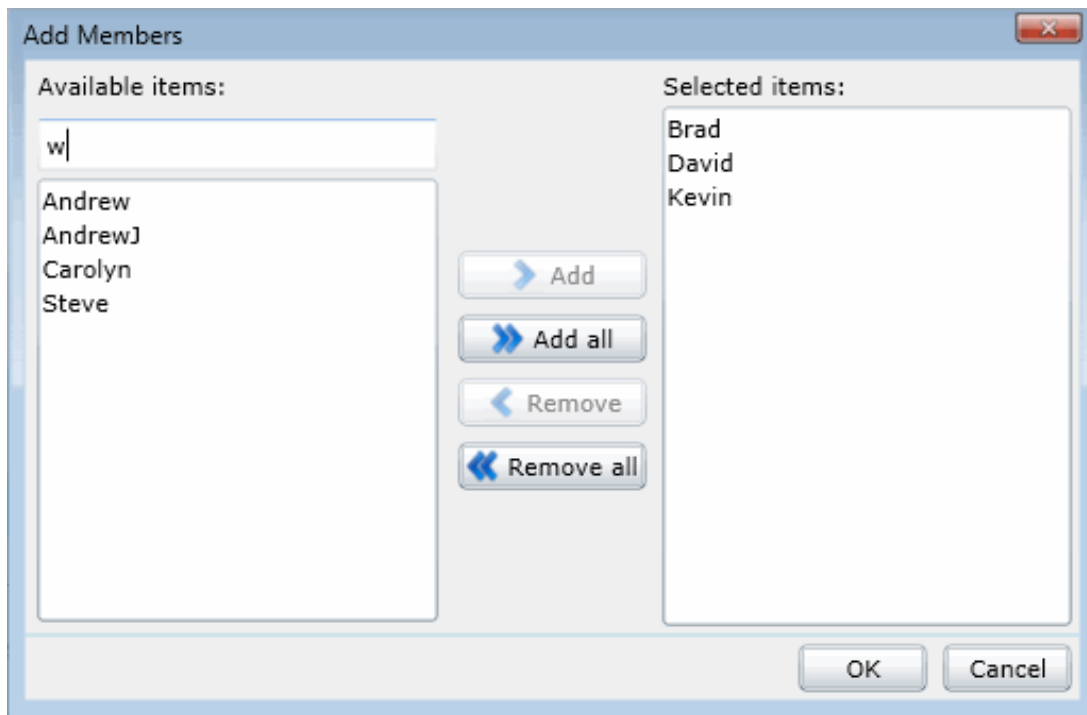 Add Members
Available items:
w
Andrew
AndrewJ
Carolyn
Steve
Add
Add all
Remove
Remove all
Selected items:
Brad
David
Kevin
OK
Cancel